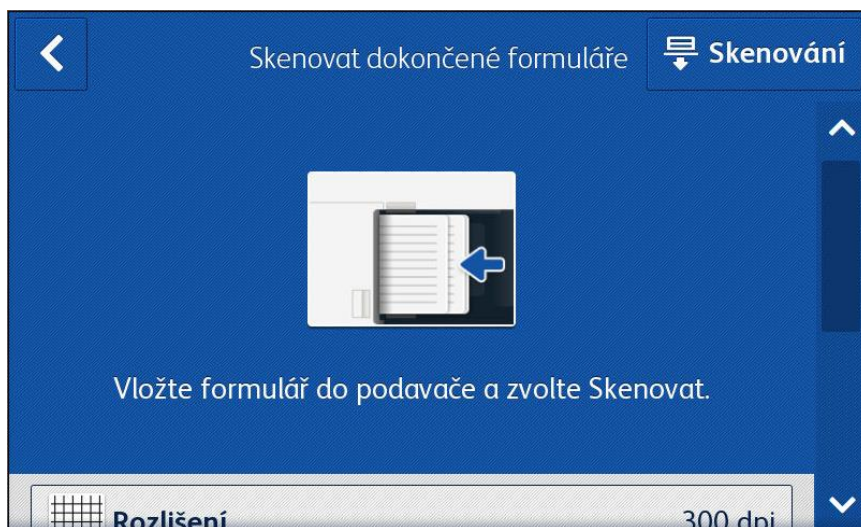 Skenovat dokončené formuláře
Skenování
Vložte formulář do podavače a zvolte Skenovat.
Rozlišení 300 dpi